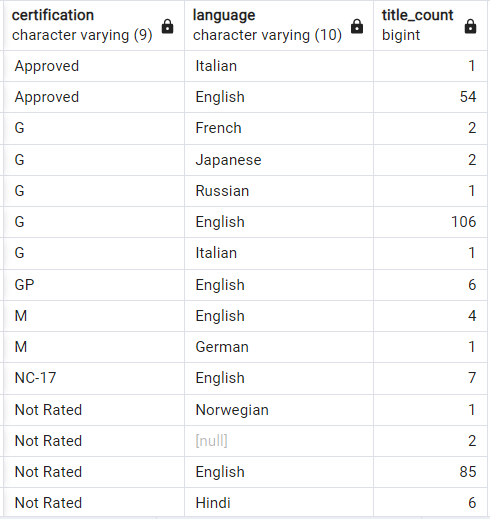 certification language title_count
character varying (9) character varying (10) bigint
Approved Italian 1
Approved English 54
G French 2
G Japanese 2
G Russian 1
G English 106
G Italian 1
GP English 6
M English 4
M German 1
NC-17 English 7
Not Rated Norwegian 1
Not Rated [null] 2
Not Rated English 85
Not Rated Hindi 6